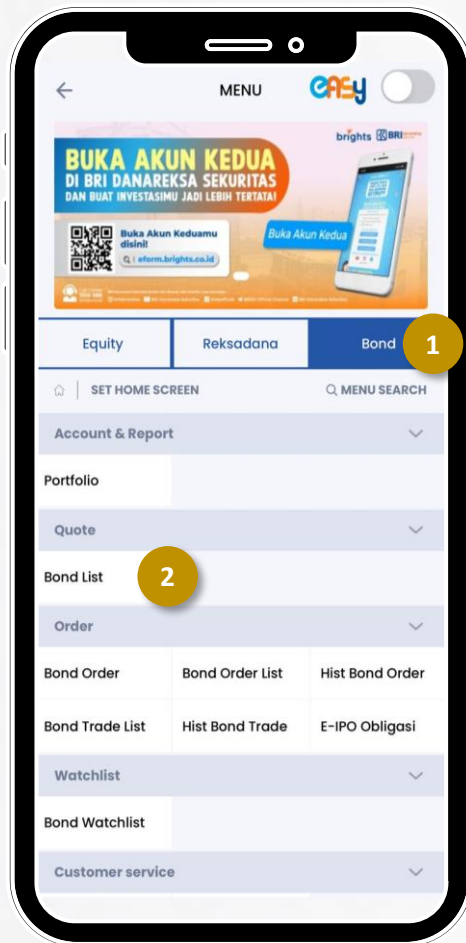 MENU
eASy
brights BRI
BUKA AKUN KEDUA
DI BRI DANAREKSA SEKURITAS
DAN BUAT INVESTASIMU JADI LEBIH TERTATA!
Buka Akun Keduamu
disini!
eform.brights.co.id
Buka Akun Kedua
Equity
Reksadana
Bond
1
SET HOME SCREEN
MENU SEARCH
Account & Report
Portfolio
Quote
Bond List
2
Order
Bond Order
Bond Order List
Hist Bond Order
Bond Trade List
Hist Bond Trade
E-IPO Obligasi
Watchlist
Bond Watchlist
Customer service